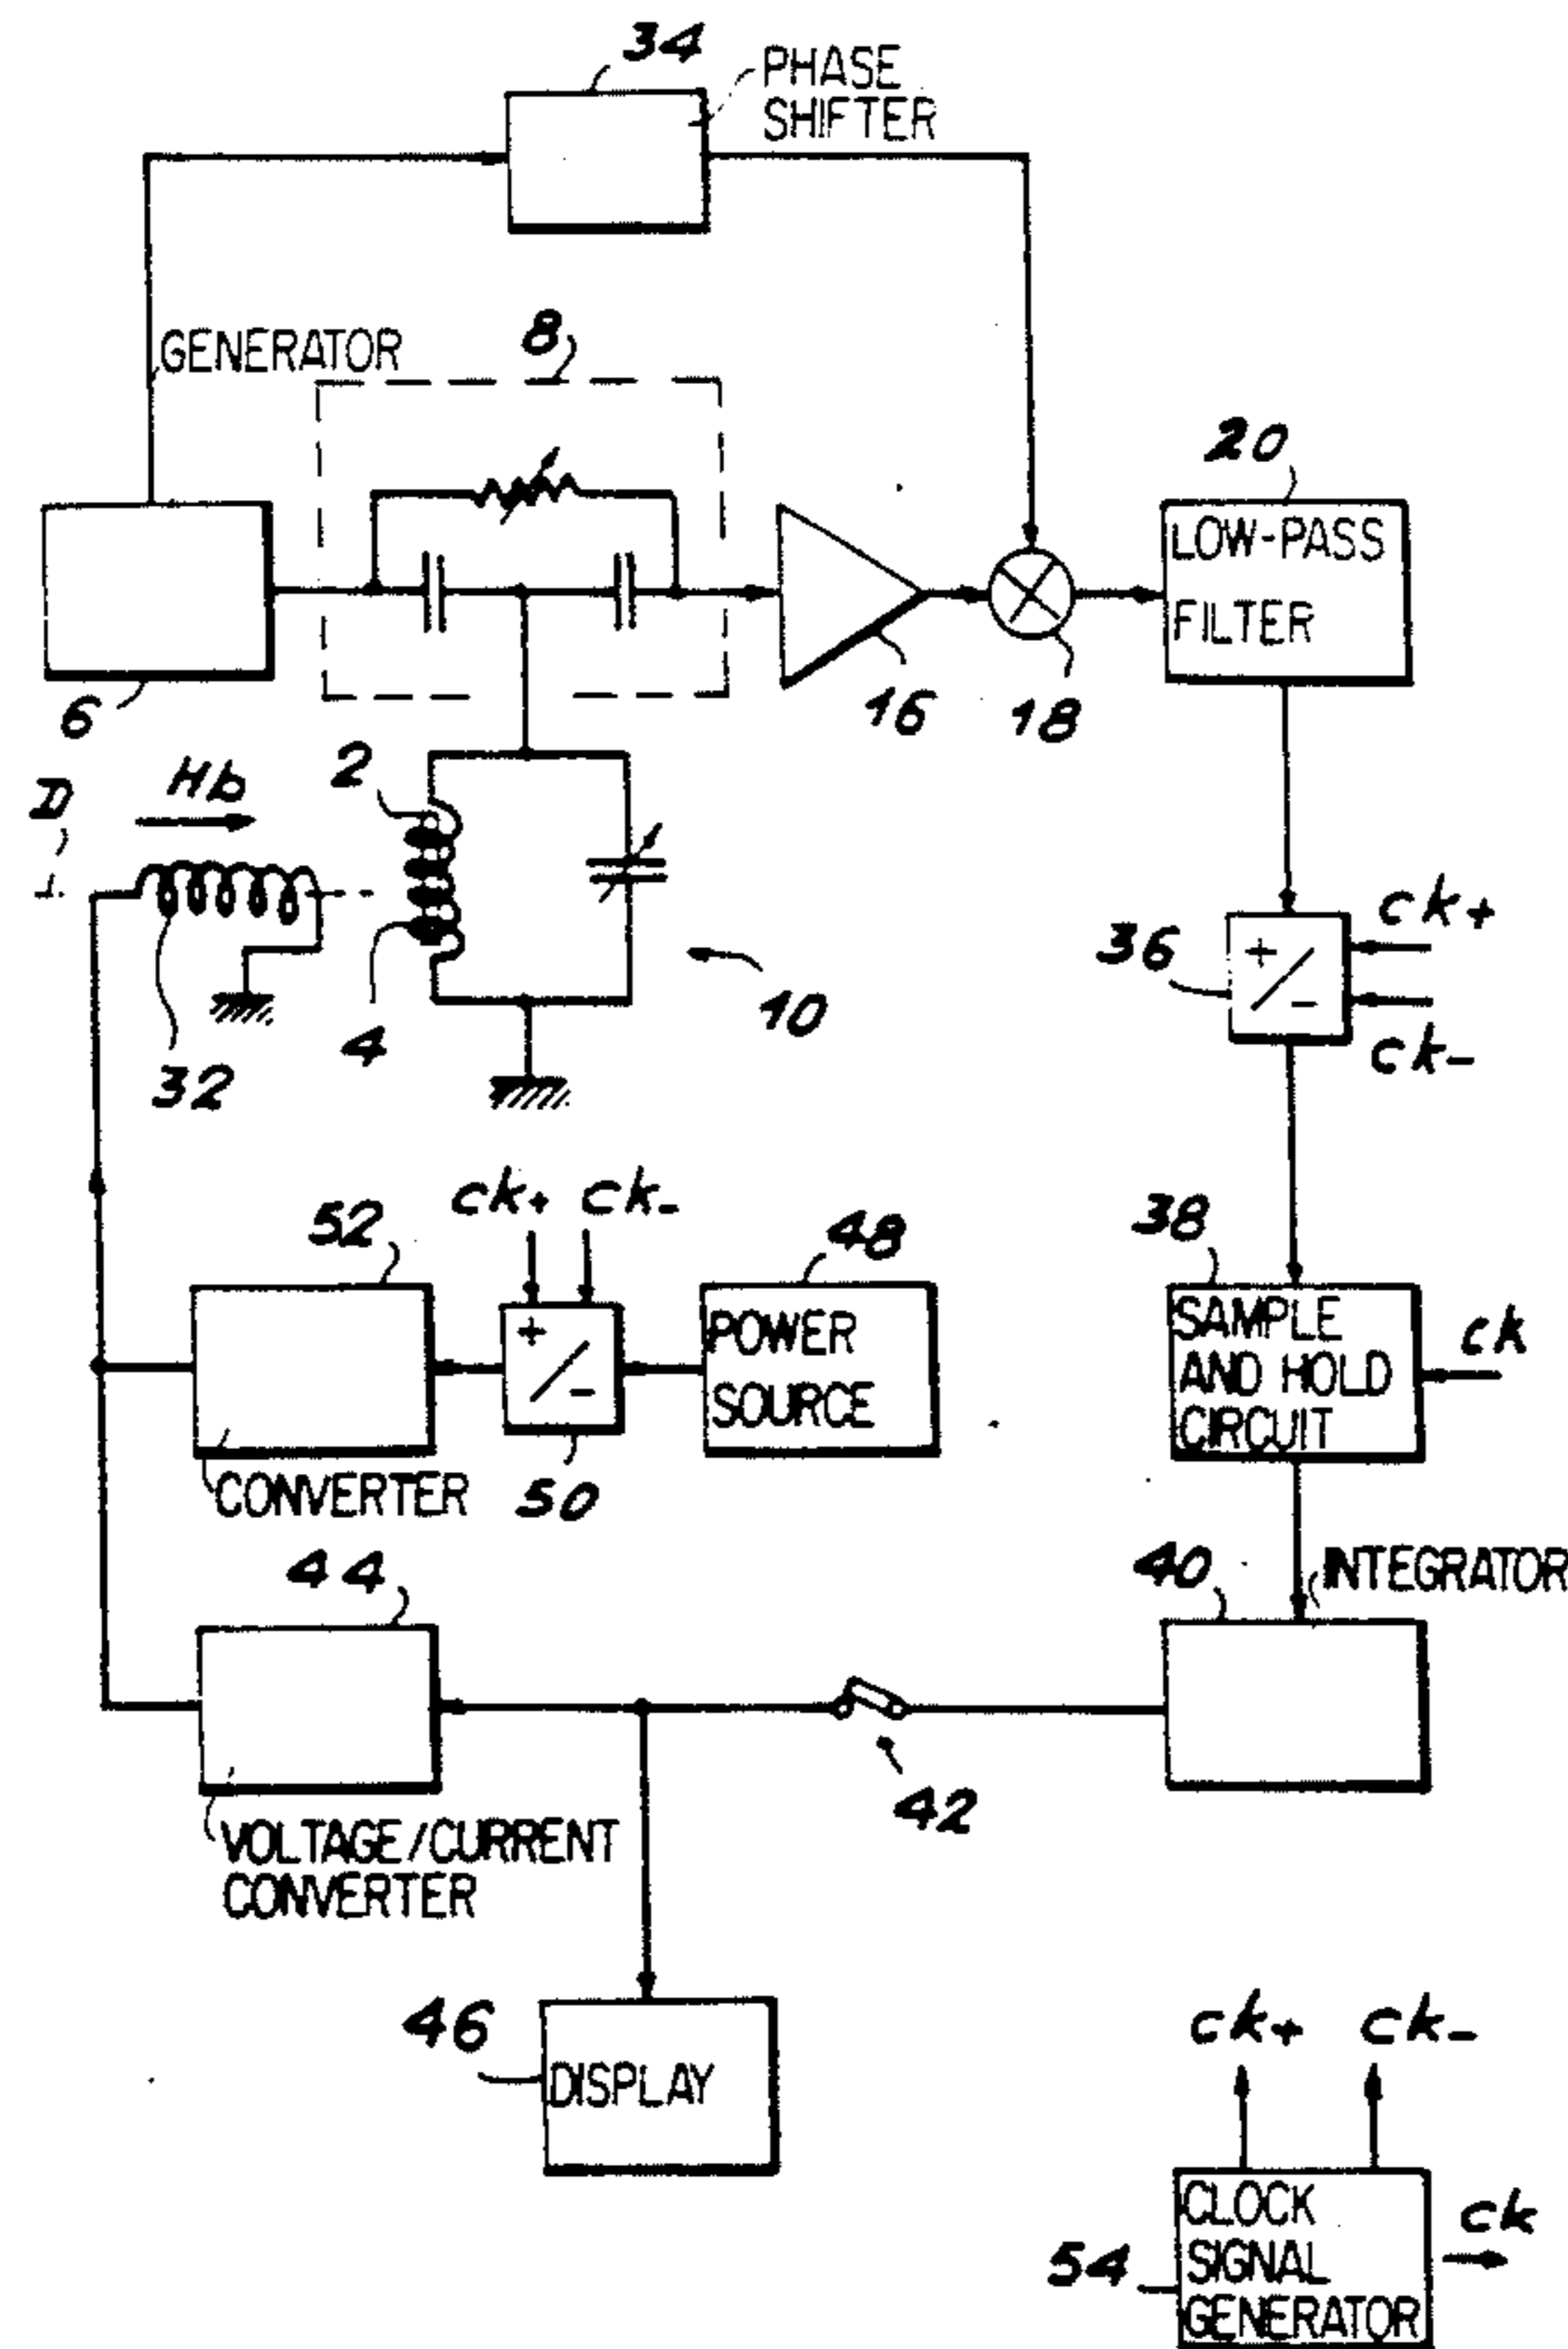 34
PHASE
SHIFTER
GENERATOR
8
20
LOW-PASS
FILTER
6
16
18
D
Hb
2
36
+
-
ck+
ck-
10
4
32
ck+
ck-
52
48
38
+
-
POWER
SOURCE
SAMPLE
AND HOLD
CIRCUIT
ck
CONVERTER
50
44
40
INTEGRATOR
42
VOLTAGE/CURRENT
CONVERTER
46
DISPLAY
ck+
ck-
54
CLOCK
SIGNAL
GENERATOR
ck